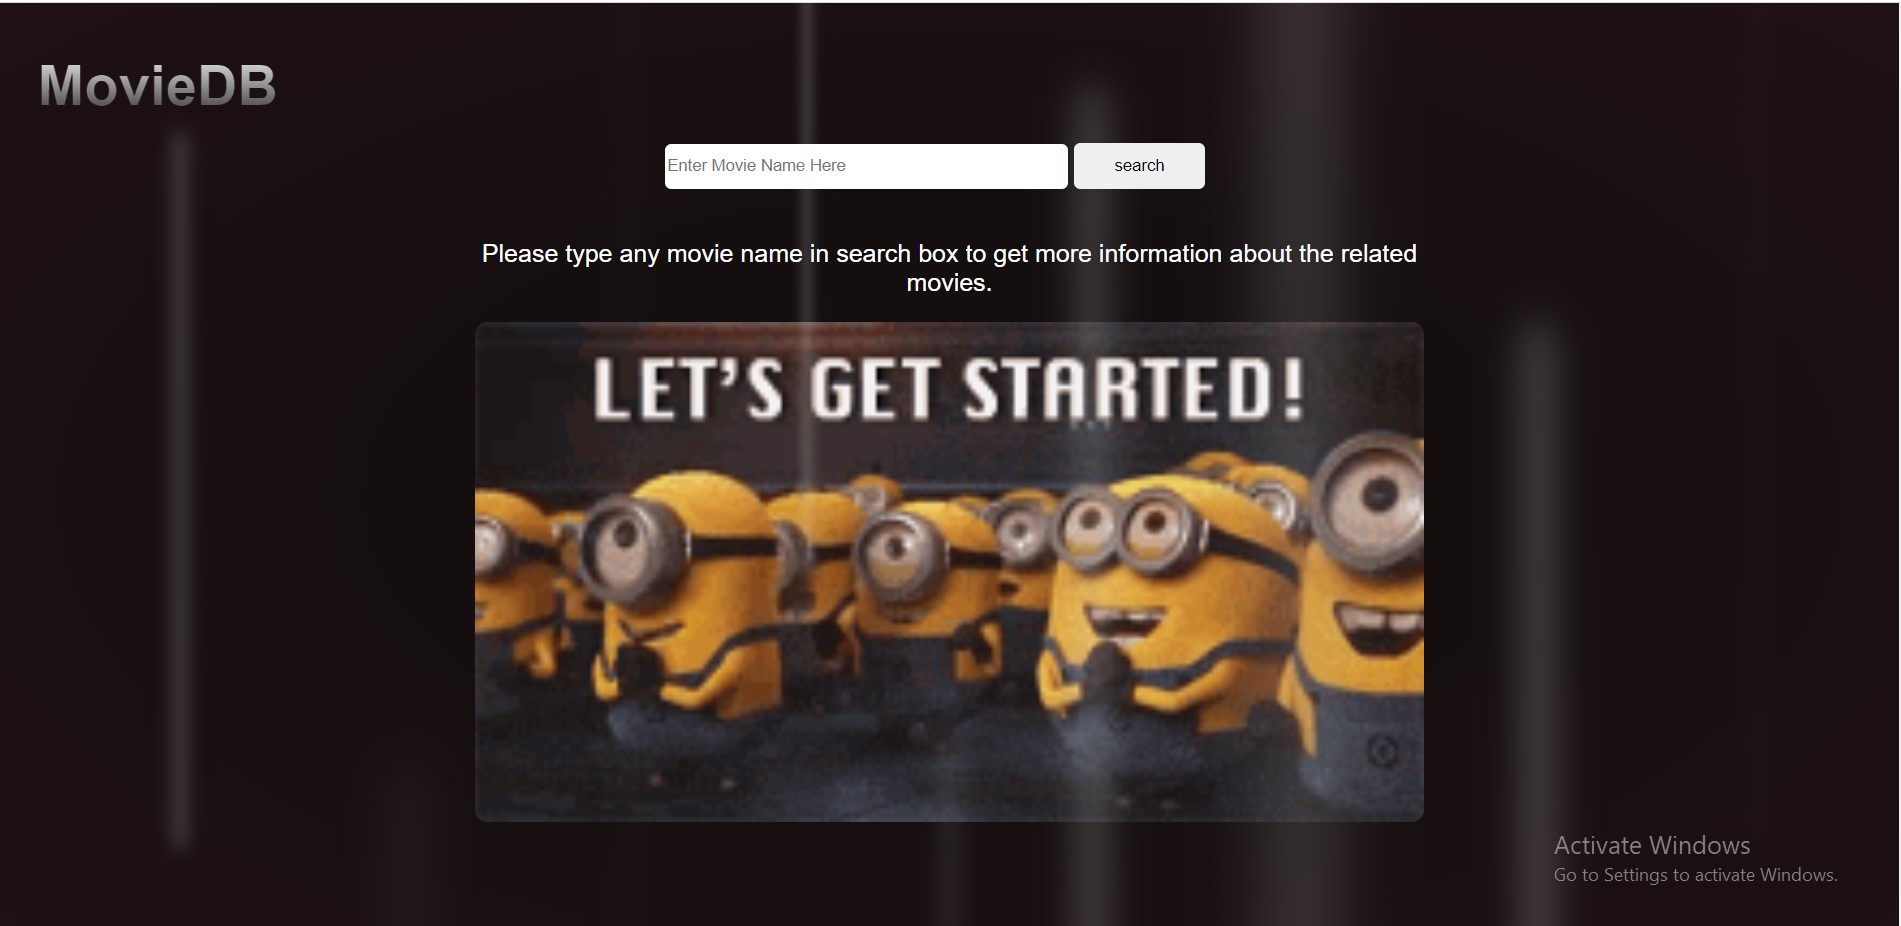 MovieDB
Enter Movie Name Here
search
Please type any movie name in search box to get more information about the related
movies.
LET'S GET STARTED!
Activate Windows
Go to Settings to activate Windows.